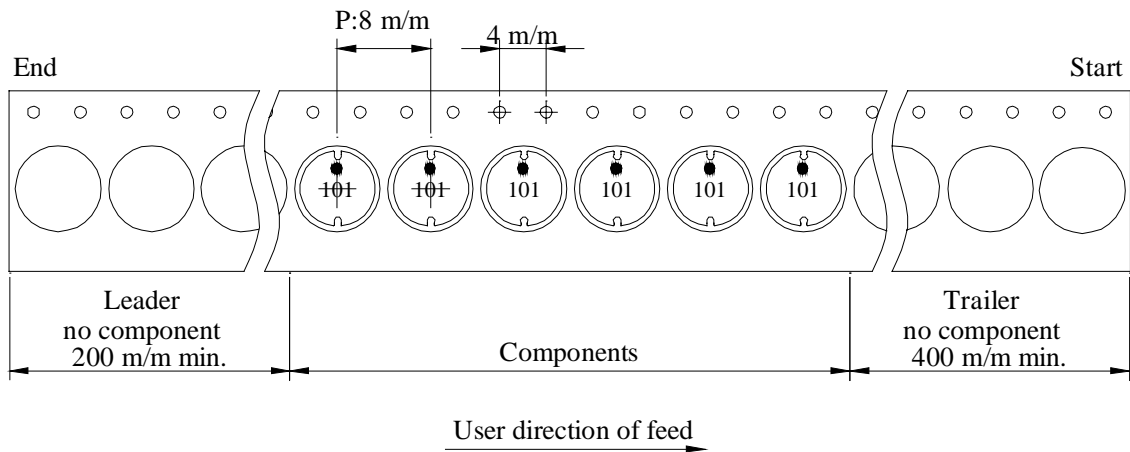 P:8 m/m
4 m/m
End
Start
101 101 101 101 101 101
Leader
no component
200 m/m min.
Components
Trailer
no component
400 m/m min.
User direction of feed